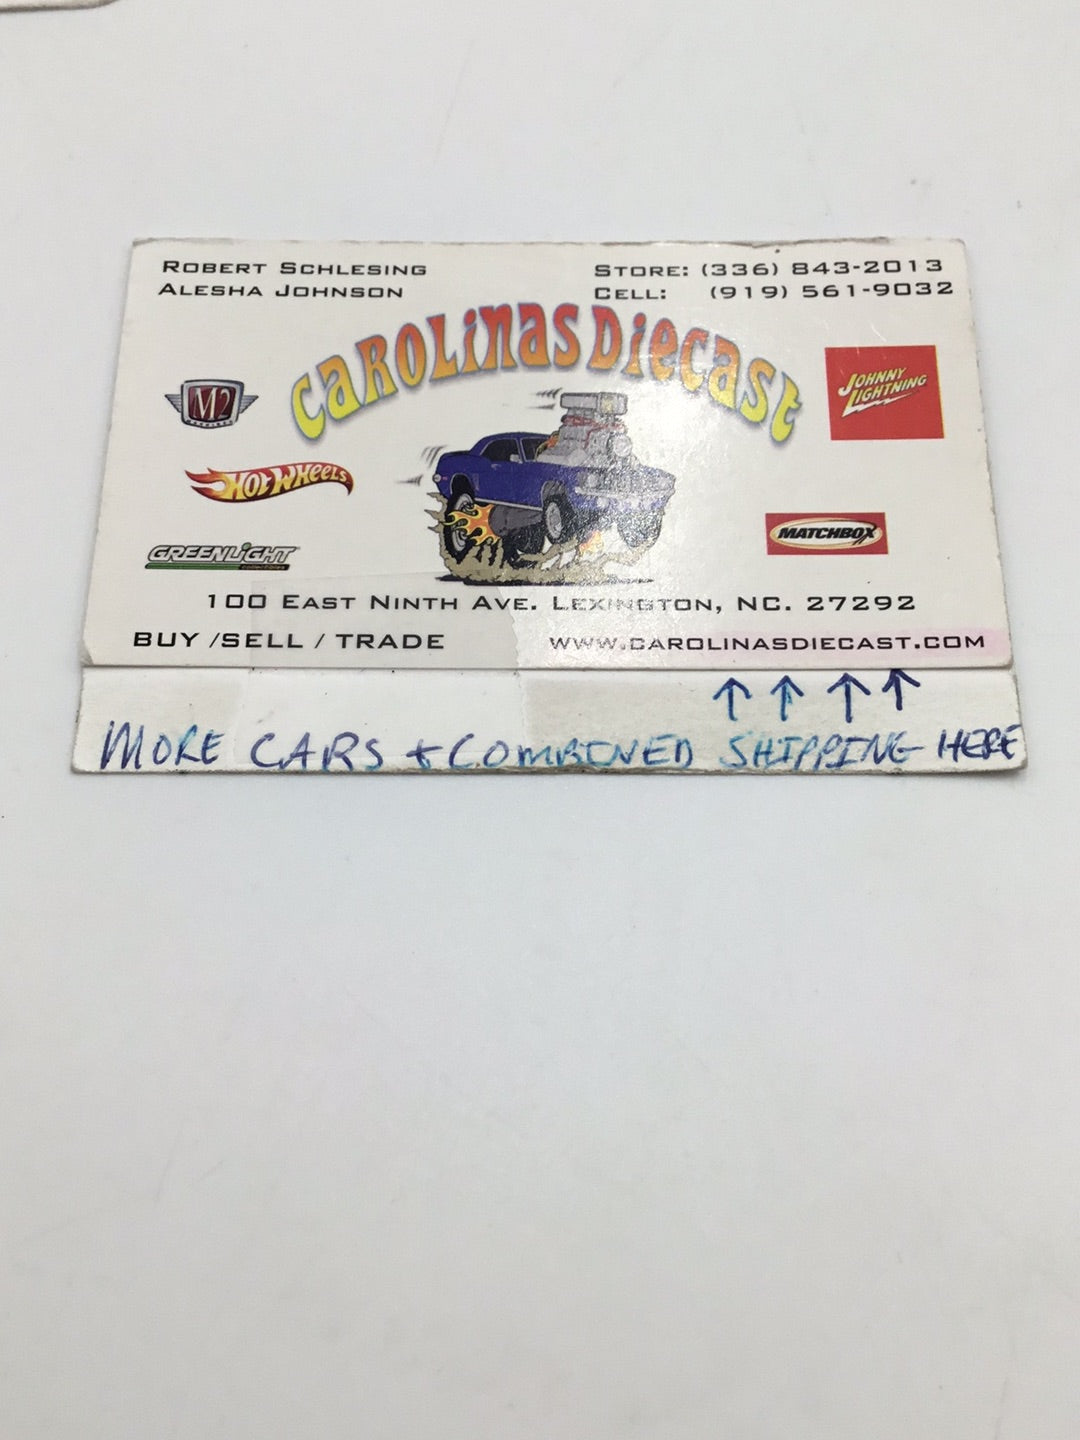 ROBERT SCHLESING
ALESHA JOHNSON
STORE: (336) 843-2013
CELL: (919) 561-9032
CAROLINAS DIECAST
M2
JOHNNY
LIGHTNING
HOT WHEELS
GREENLIGHT
collectibles
MATCHBOX
100 EAST NINTH AVE. LEXINGTON, NC. 27292
BUY /SELL / TRADE
WWW.CAROLINASDIECAST.COM
↑ ↑ ↑ ↑
MORE CARS + COMBINED SHIPPING HERE